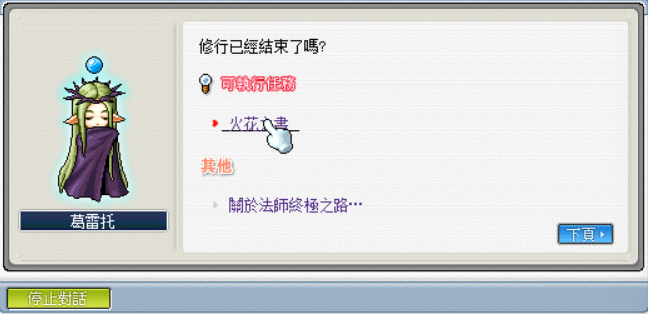 修行已經結束了嗎?
可執行任務
火花之書
其他
關於法師終極之路…
葛雷托
下頁
停止對話